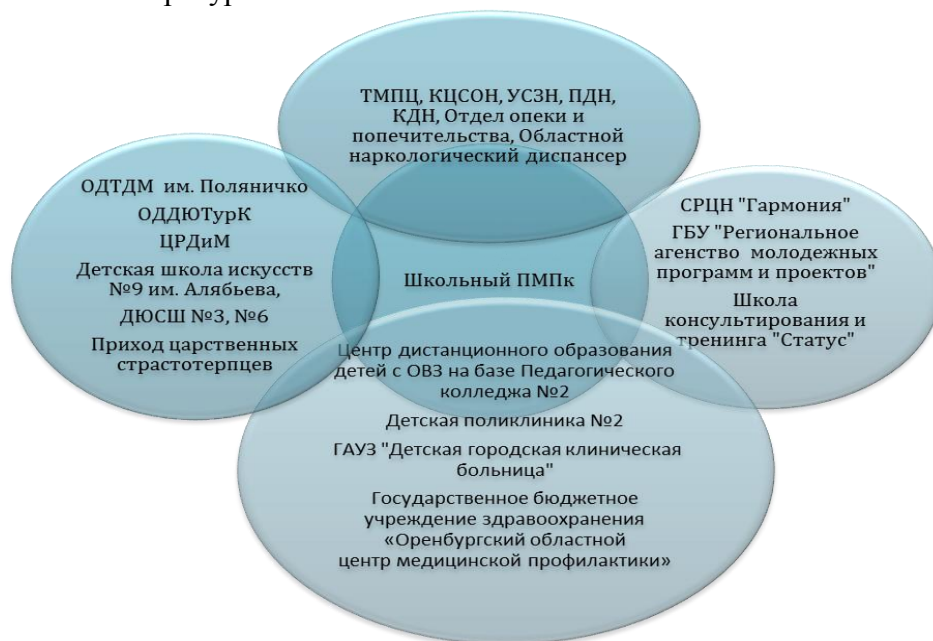 ТМПЦ, КЦСОН, УСЗН, ПДН,
КДН, Отдел опеки и
попечительства, Областной
наркологический диспансер
ОДТДМ им. Поляничко
ОДДЮТурК
ЦРДиМ
Детская школа искусств
№9 им. Алябьева,
ДЮСШ №3, №6
Приход царственных
страстотерпцев
Школьный ПМПк
СРЦН "Гармония"
ГБУ "Региональное
агенство молодежных
программ и проектов"
Школа
консультирования и
тренинга "Статус"
Центр дистанционного образования
детей с ОВЗ на базе Педагогического
колледжа №2
Детская поликлиника №2
ГАУЗ "Детская городская клиническая
больница"
Государственное бюджетное
учреждение здравоохранения
«Оренбургский областной
центр медицинской профилактики»